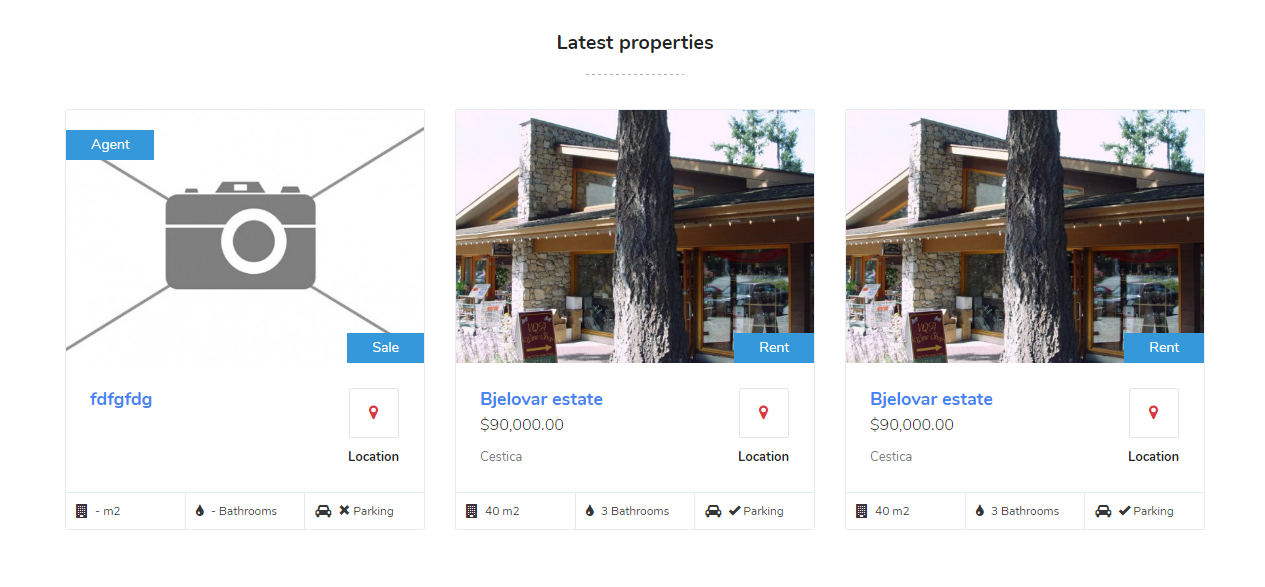 Latest properties
Agent
Sale
fdfgfdg
Location
- m2
- Bathrooms
Parking
Rent
Bjelovar estate
$90,000.00
Cestica
Location
40 m2
3 Bathrooms
Parking
Rent
Bjelovar estate
$90,000.00
Cestica
Location
40 m2
3 Bathrooms
Parking